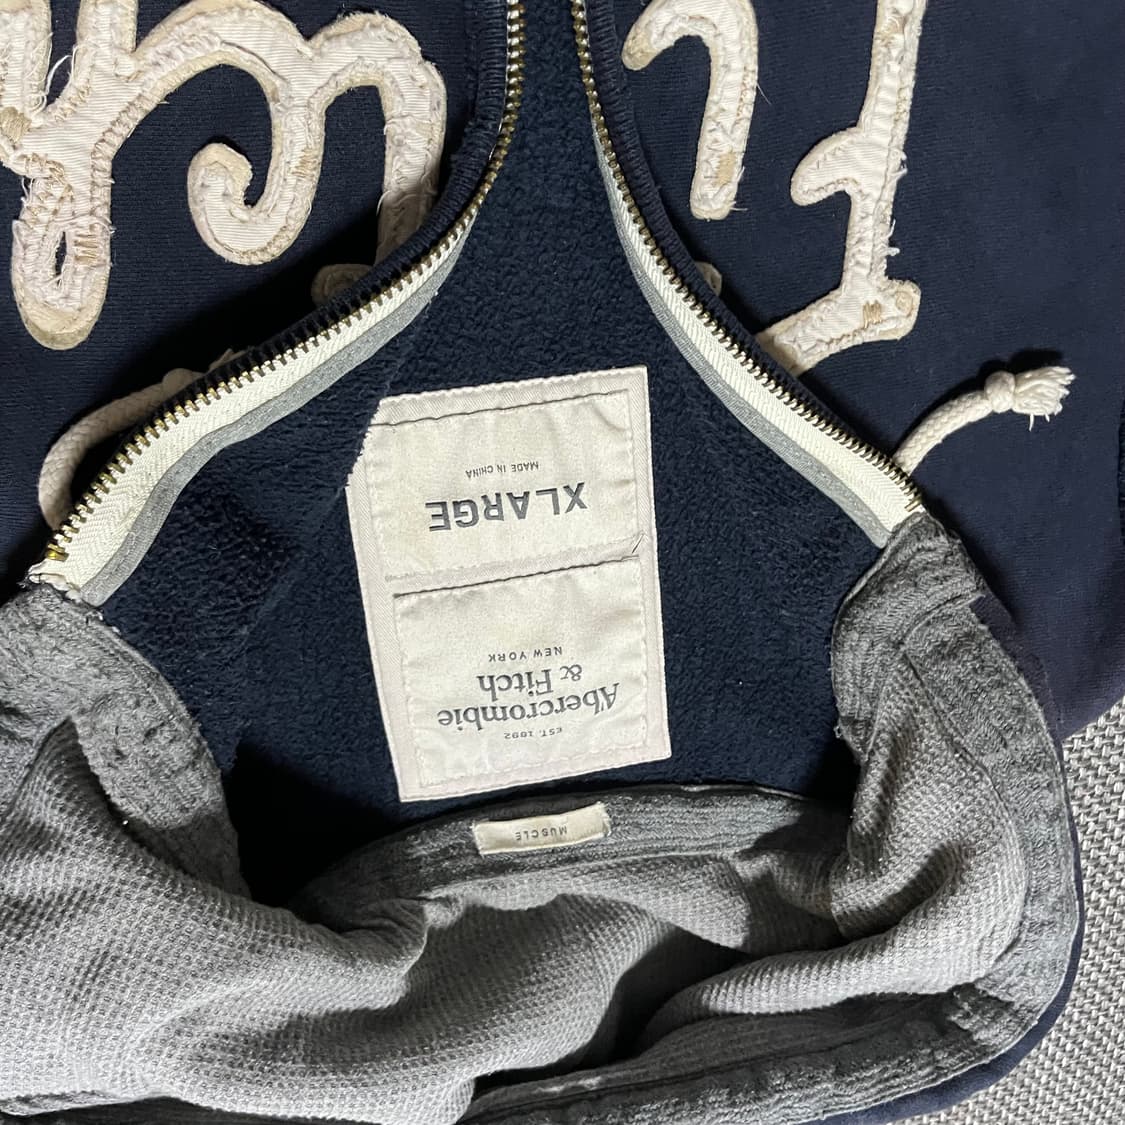 MUSCLE
EST. 1892
Abercrombie
& Fitch
NEW YORK
XLARGE
MADE IN CHINA